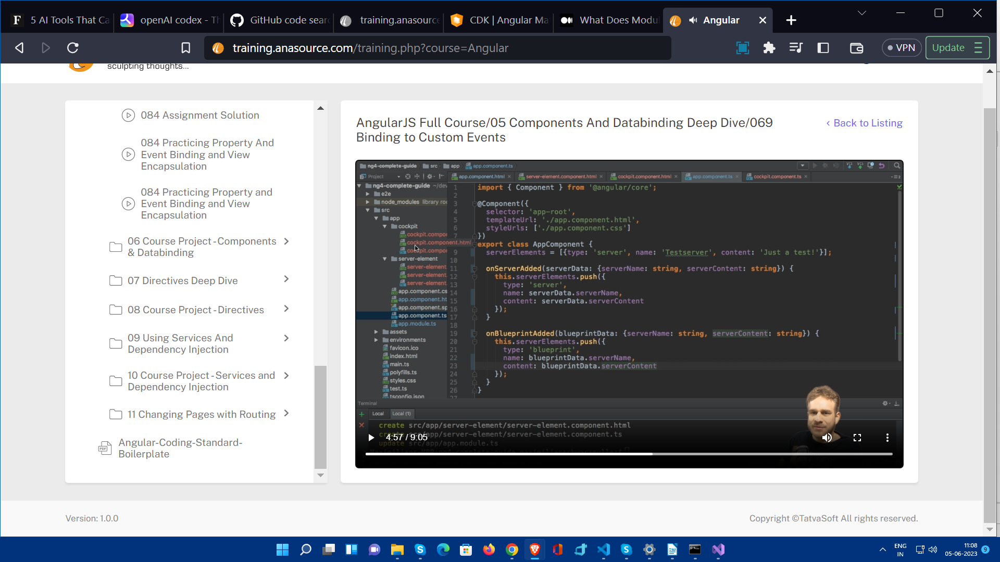 5 AI Tools That Ca
openAI codex - Th
GitHub code sear
training.anasource
CDK | Angular Ma
What Does Modul
Angular
training.anasource.com/training.php?course=Angular
VPN
Update
sculpting thoughts...
084 Assignment Solution
084 Practicing Property And
Event Binding and View
Encapsulation
084 Practicing Property and
Event Binding and View
Encapsulation
06 Course Project - Components
& Databinding
07 Directives Deep Dive
08 Course Project - Directives
09 Using Services And
Dependency Injection
10 Course Project - Services and
Dependency Injection
11 Changing Pages with Routing
PDF
Angular-Coding-Standard-
Boilerplate
AngularJS Full Course/05 Components And Databinding Deep Dive/069
Binding to Custom Events
‹ Back to Listing
ng4-complete-guide src app app.component.ts
VCS VCS
Project
app.component.html server-element.component.html cockpit.component.html app.component.ts cockpit.component.ts
ng4-complete-guide ~/dev
e2e
node_modules library roo
src
app
cockpit
cockpit.compor
cockpit.component.html
cockpit.compor
server-element
server-element.
server-element.
server-element.
app.component.cs
app.component.ht
app.component.sp
app.component.ts
app.module.ts
assets
environments
favicon.ico
index.html
main.ts
polyfills.ts
styles.css
test.ts
tsconfig.json
1 import { Component } from '@angular/core';
2
3 @Component({
4 selector: 'app-root',
5 templateUrl: './app.component.html',
6 styleUrls: ['./app.component.css']
7 })
export class AppComponent {
9 serverElements = [{type: 'server', name: 'Testserver', content: 'Just a test!'}];
10
11 onServerAdded(serverData: {serverName: string, serverContent: string}) {
12 this.serverElements.push({
13 type: 'server',
14 name: serverData.serverName,
15 content: serverData.serverContent
16 });
17 }
18
19 onBlueprintAdded(blueprintData: {serverName: string, serverContent: string}) {
20 this.serverElements.push({
21 type: 'blueprint',
22 name: blueprintData.serverName,
23 content: blueprintData.serverContent
24 });
25 }
26 }
27
Terminal
Local Local (1)
create src/app/server-element/server-element.component.html
create src/app/server-element/server-element.component.ts
update src/app/app.module.ts
4:57 / 9:05
Version: 1.0.0
Copyright ©TatvaSoft All rights reserved.
ENG
IN
11:08
05-06-2023
9